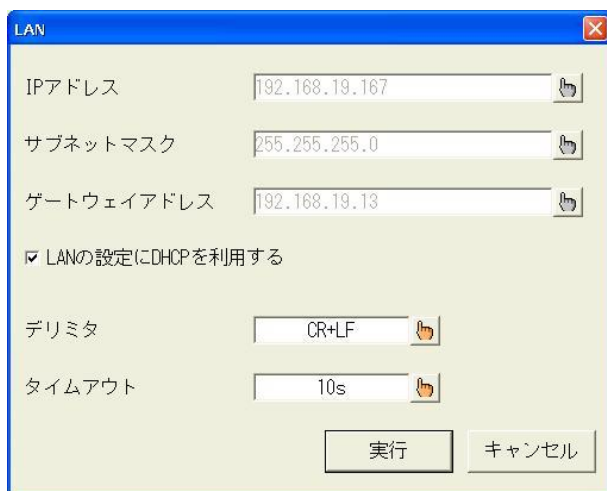 LAN
IPアドレス 192.168.19.167
サブネットマスク 255.255.255.0
ゲートウェイアドレス 192.168.19.13
LANの設定にDHCPを利用する
デリミタ CR+LF
タイムアウト 10s
実行 キャンセル